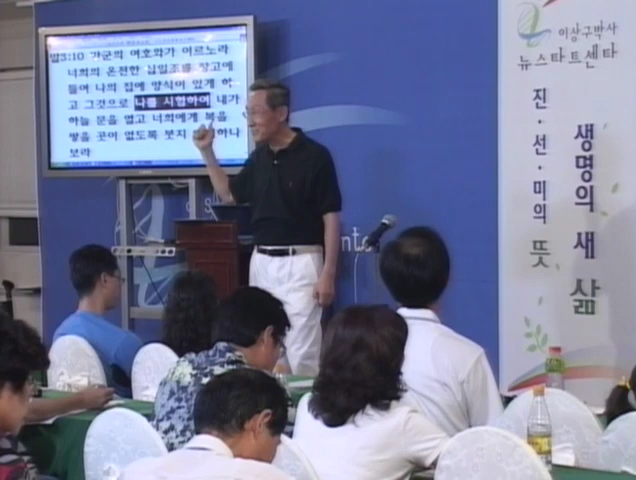 말3:10 만군의 여호와가 이르노라
너희의 온전한 십일조를 창고에
들여 나의 집에 양식이 있게 하
고 그것으로 나를 시험하여 내가
하늘 문을 열고 너희에게 복을
쌓을 곳이 없도록 붓지
보라
이상구박사
뉴스타트센타
진·선·미의 뜻
생명의 새 삶